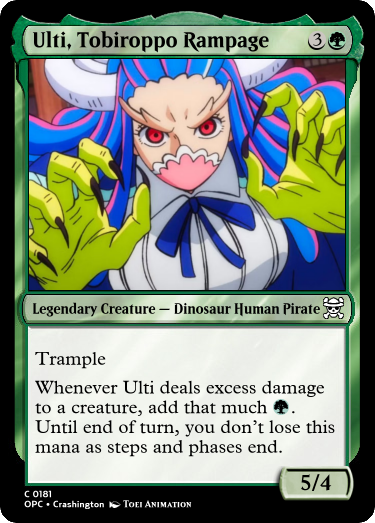 Ulti, Tobiroppo Rampage 3
Legendary Creature — Dinosaur Human Pirate
Trample
Whenever Ulti deals excess damage
to a creature, add that much .
Until end of turn, you don't lose this
mana as steps and phases end.
5/4
C 0181
OPC • Crashington TOEI ANIMATION